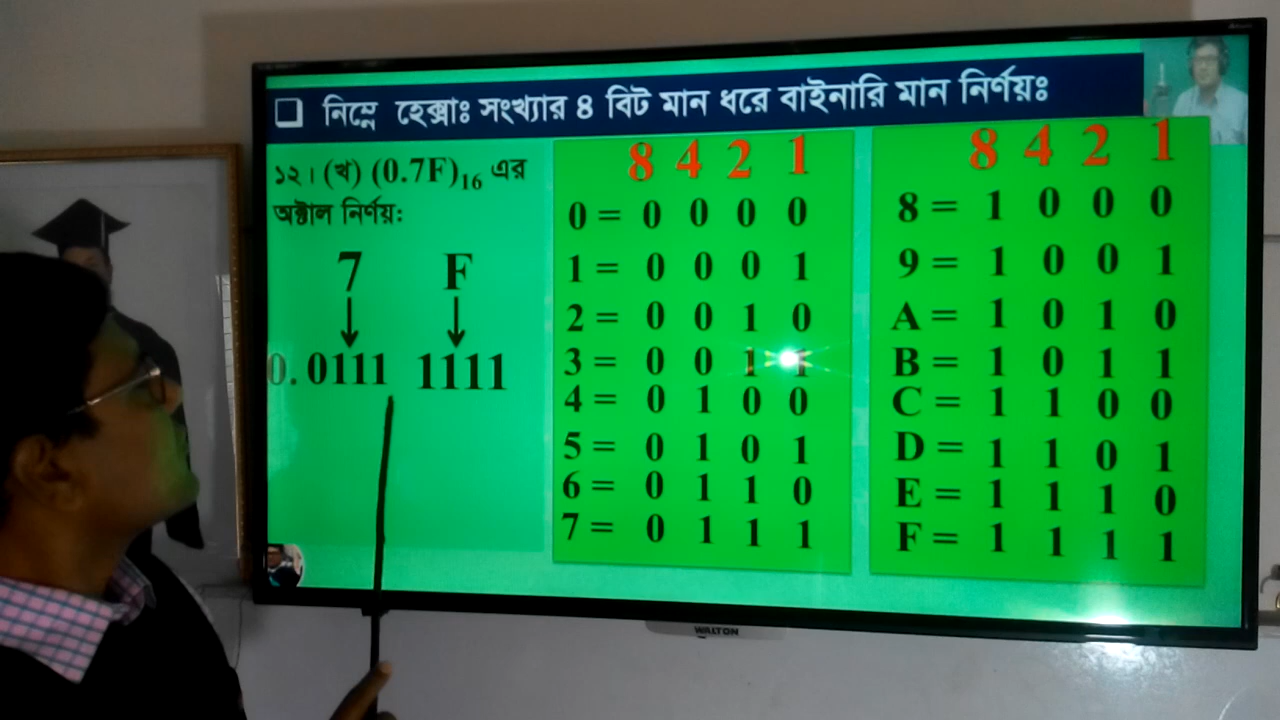 ❑ নিম্নে হেক্সাঃ সংখ্যার ৪ বিট মান ধরে বাইনারি মান নির্ণয়ঃ
১২। (খ) (0.7F)₁₆ এর
অক্টাল নির্ণয়:
7 F
0.0111 1111
8 4 2 1
0 = 0 0 0 0
1 = 0 0 0 1
2 = 0 0 1 0
3 = 0 0 1 1
4 = 0 1 0 0
5 = 0 1 0 1
6 = 0 1 1 0
7 = 0 1 1 1
8 4 2 1
8 = 1 0 0 0
9 = 1 0 0 1
A = 1 0 1 0
B = 1 0 1 1
C = 1 1 0 0
D = 1 1 0 1
E = 1 1 1 0
F = 1 1 1 1
WALTON